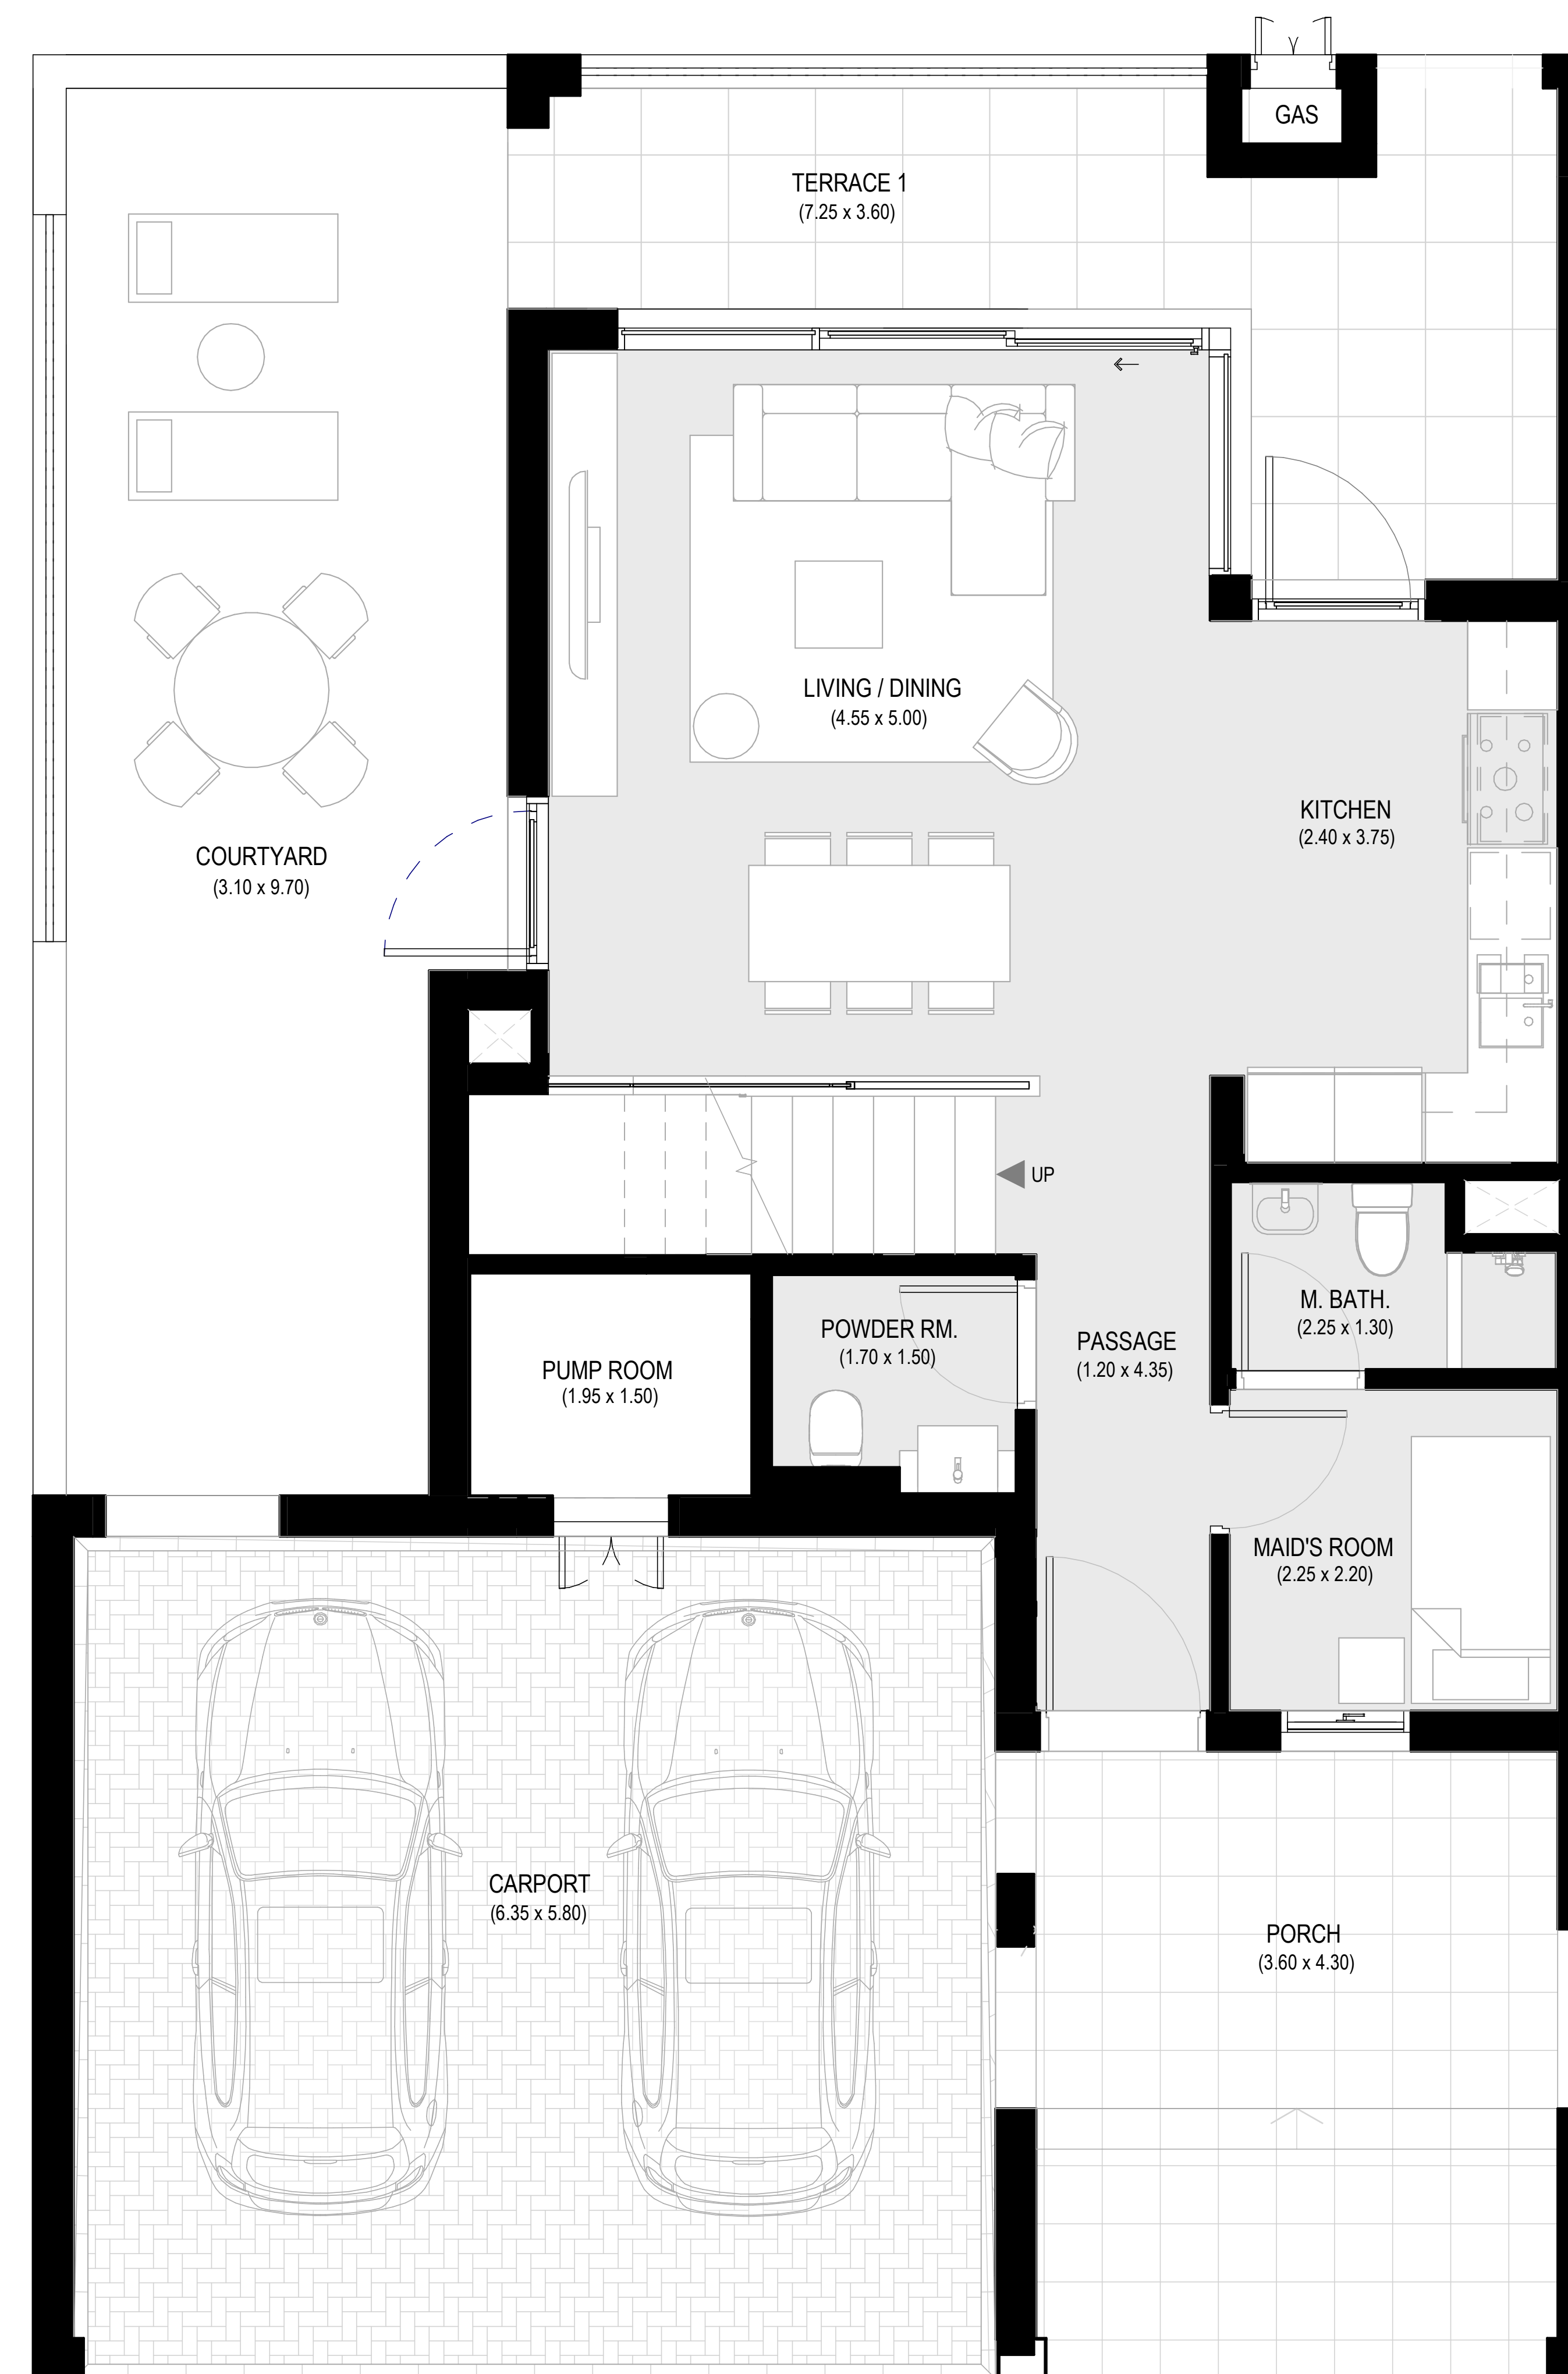 GAS
TERRACE 1
(7.25 x 3.60)
LIVING / DINING
(4.55 x 5.00)
KITCHEN
(2.40 x 3.75)
COURTYARD
(3.10 x 9.70)
UP
M. BATH.
(2.25 x 1.30)
POWDER RM.
(1.70 x 1.50)
PASSAGE
(1.20 x 4.35)
PUMP ROOM
(1.95 x 1.50)
MAID'S ROOM
(2.25 x 2.20)
CARPORT
(6.35 x 5.80)
PORCH
(3.60 x 4.30)